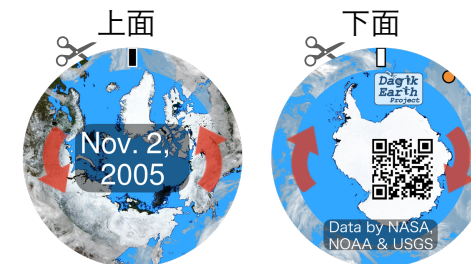 上面
下面
Nov. 2,
2005
Dagik
Earth
Project
Data by NASA,
NOAA & USGS